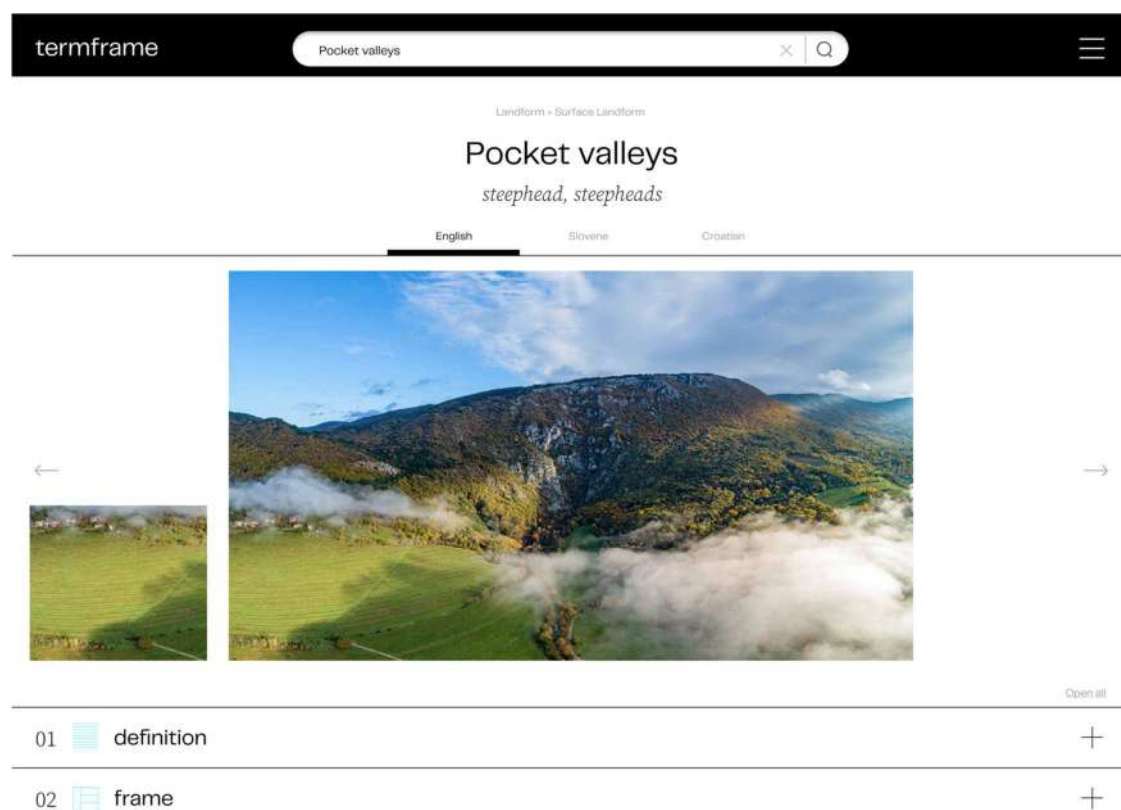 termframe
Pocket valleys
Landform » Surface Landform
Pocket valleys
steephead, steepheads
English Slovene Croatian
Open all
01 definition
02 frame